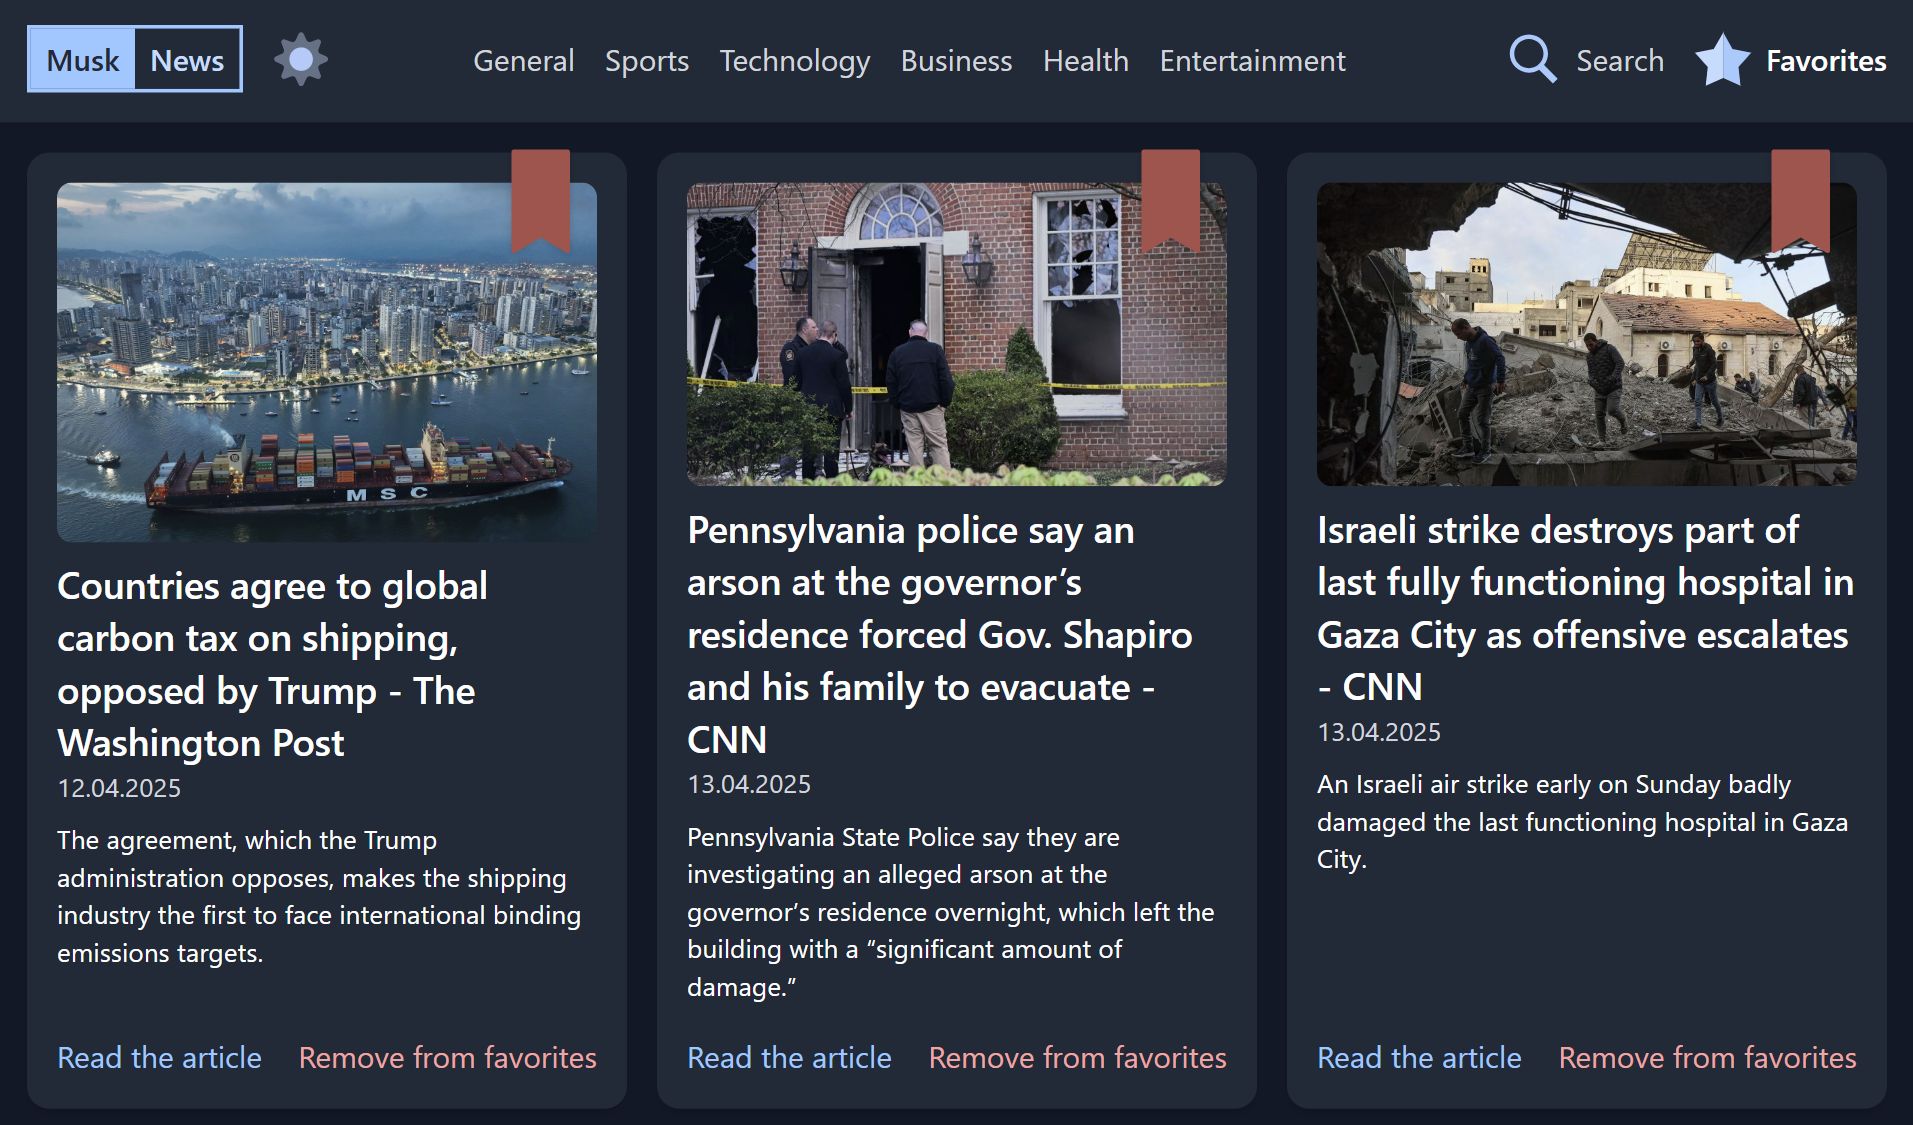 Musk News
General Sports Technology Business Health Entertainment
Search Favorites
MSC
Countries agree to global
carbon tax on shipping,
opposed by Trump - The
Washington Post
12.04.2025
The agreement, which the Trump
administration opposes, makes the shipping
industry the first to face international binding
emissions targets.
Read the article Remove from favorites
Pennsylvania police say an
arson at the governor’s
residence forced Gov. Shapiro
and his family to evacuate -
CNN
13.04.2025
Pennsylvania State Police say they are
investigating an alleged arson at the
governor’s residence overnight, which left the
building with a “significant amount of
damage.”
Read the article Remove from favorites
Israeli strike destroys part of
last fully functioning hospital in
Gaza City as offensive escalates
- CNN
13.04.2025
An Israeli air strike early on Sunday badly
damaged the last functioning hospital in Gaza
City.
Read the article Remove from favorites